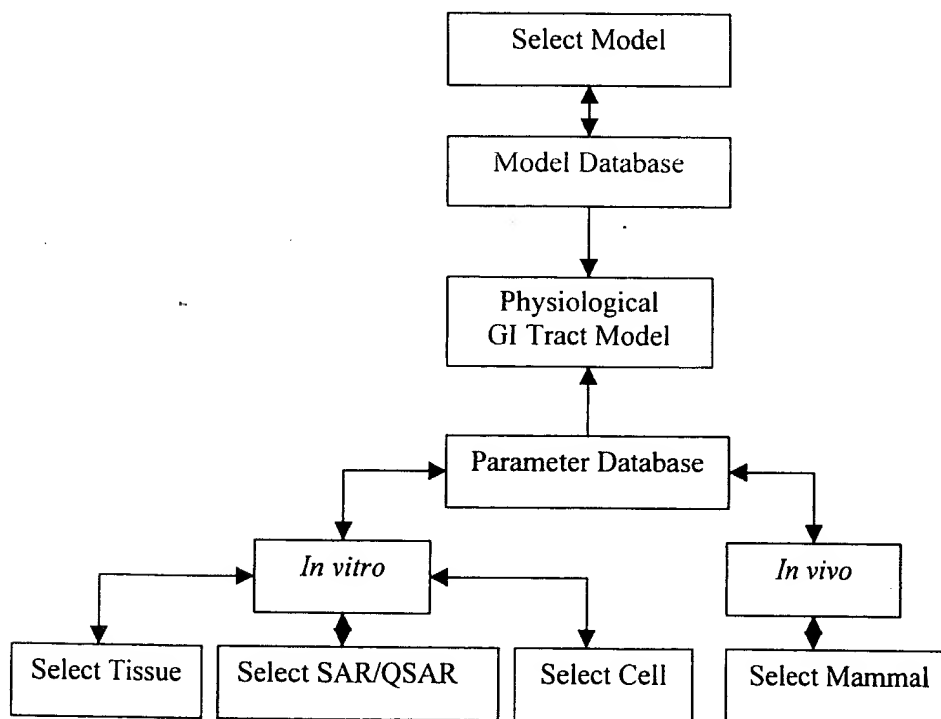 Select Model
Model Database
Physiological
GI Tract Model
Parameter Database
In vitro
In vivo
Select Tissue
Select SAR/QSAR
Select Cell
Select Mammal